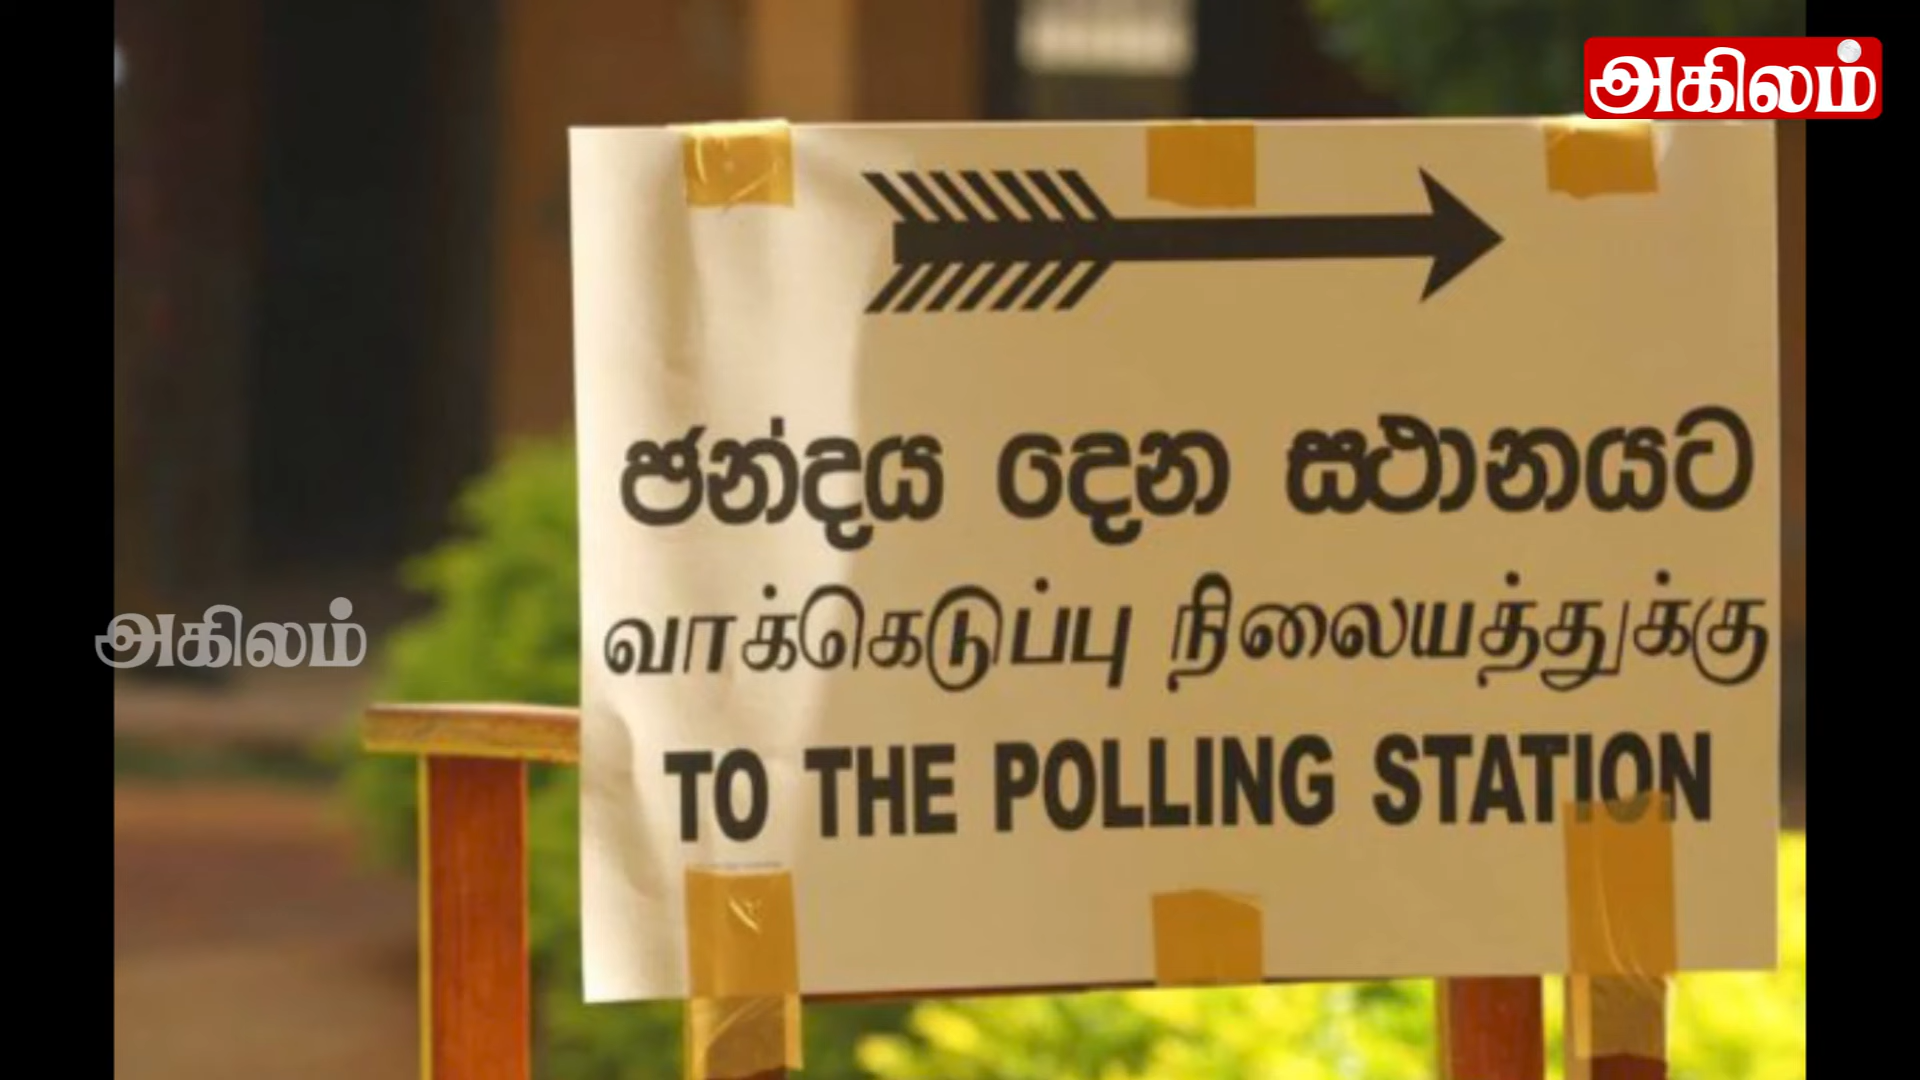 அகிலம்
ඡන්දය දෙන ස්ථානයට
வாக்கெடுப்பு நிலையத்துக்கு
TO THE POLLING STATION
அகிலம்